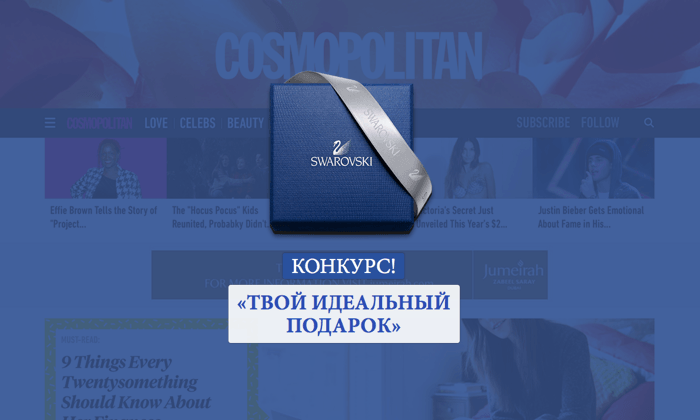 COSMOPOLITAN
COSMOPOLITAN LOVE CELEBS BEAUTY SUBSCRIBE FOLLOW
SWAROVSKI
SWAROVSKI
Effie Brown Tells the Story of
"Project...
The "Hocus Pocus" Kids
Reunited, Probably Didn't
Victoria's Secret Just
Unveiled This Year's $2...
Justin Bieber Gets Emotional
About Fame in His...
КОНКУРС!
Jumeirah
«ТВОЙ ИДЕАЛЬНЫЙ
ПОДАРОК»
9 Things Every
Twentysomething
Should Know About